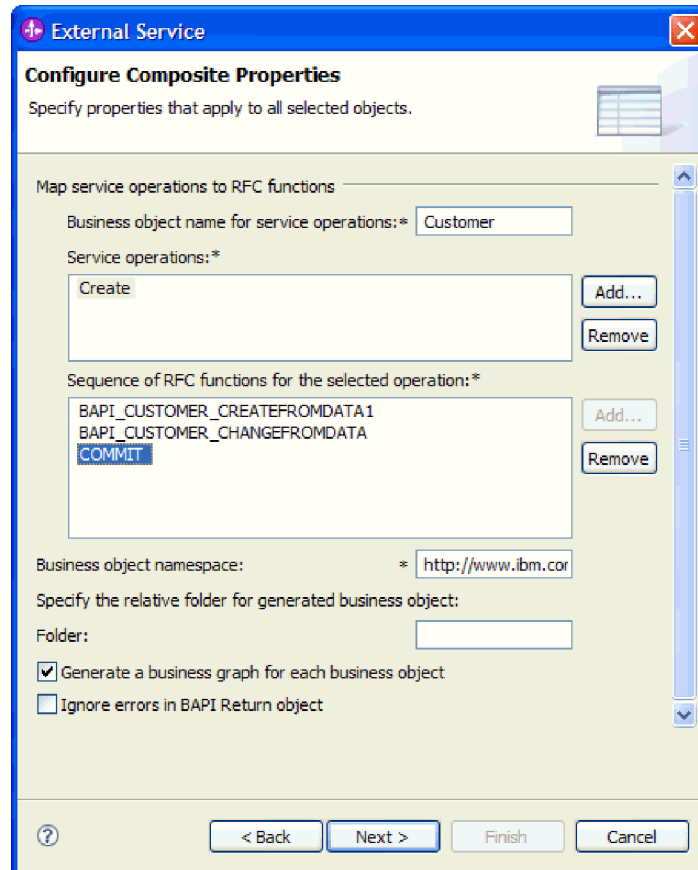 External Service
Configure Composite Properties
Specify properties that apply to all selected objects.
Map service operations to RFC functions
Business object name for service operations:* Customer
Service operations:*
Create
Add...
Remove
Sequence of RFC functions for the selected operation:*
BAPI_CUSTOMER_CREATEFROMDATA1
Add...
BAPI_CUSTOMER_CHANGEFROMDATA
COMMIT
Remove
Business object namespace: * http://www.ibm.cor
Specify the relative folder for generated business object:
Folder:
Generate a business graph for each business object
Ignore errors in BAPI Return object
? < Back Next > Finish Cancel